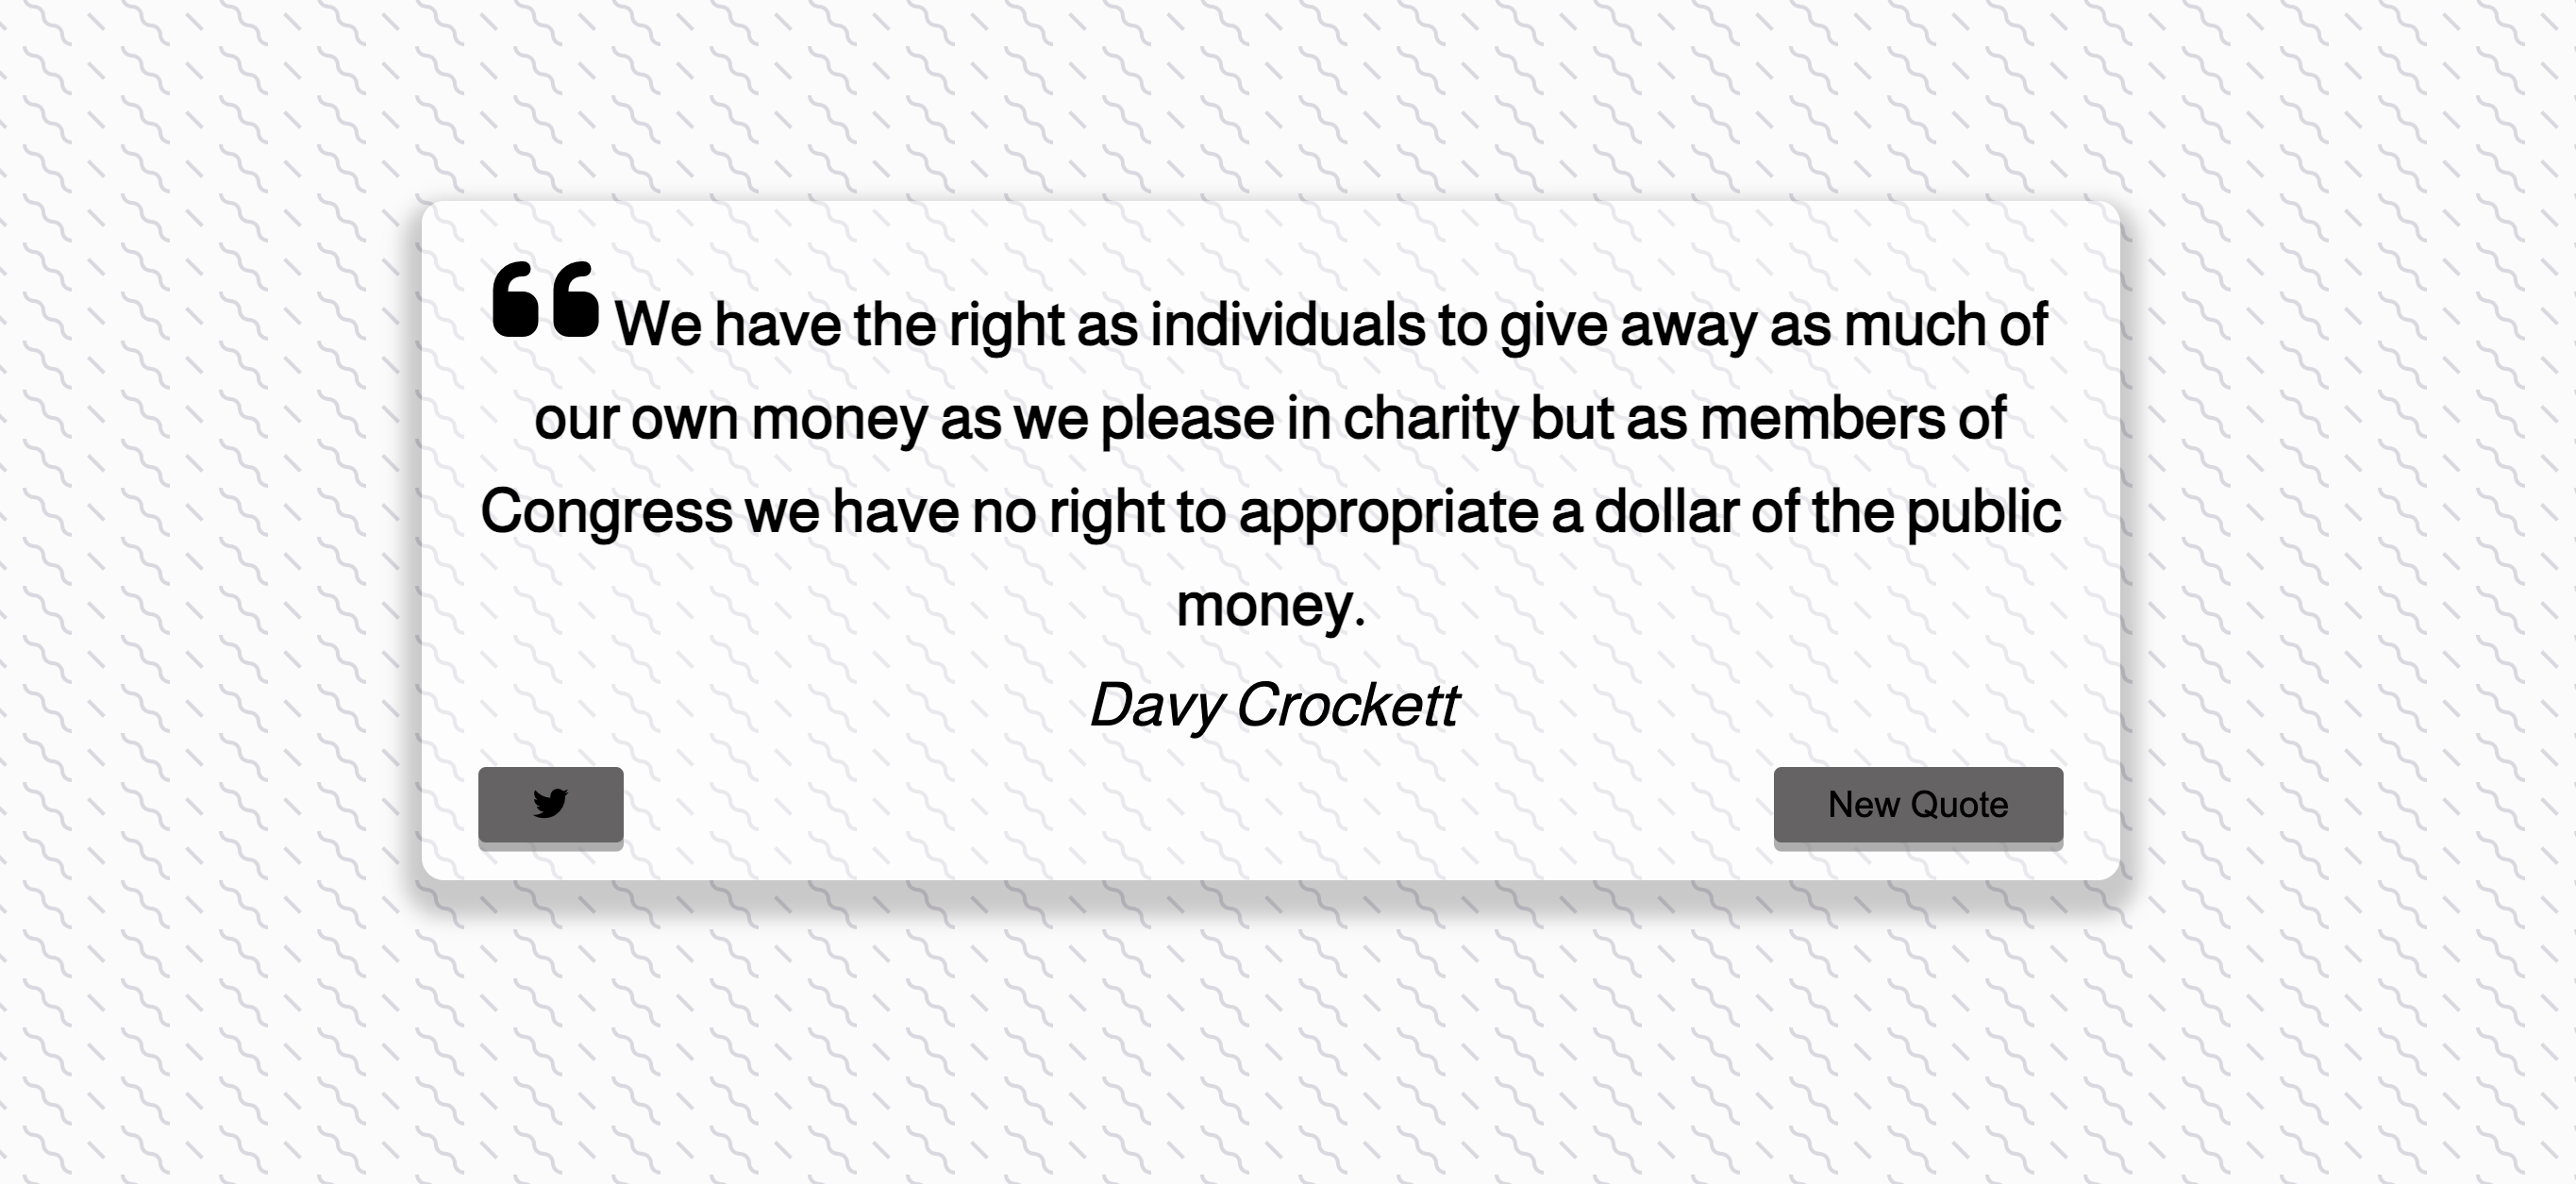 “We have the right as individuals to give away as much of
our own money as we please in charity but as members of
Congress we have no right to appropriate a dollar of the public
money.
Davy Crockett
New Quote